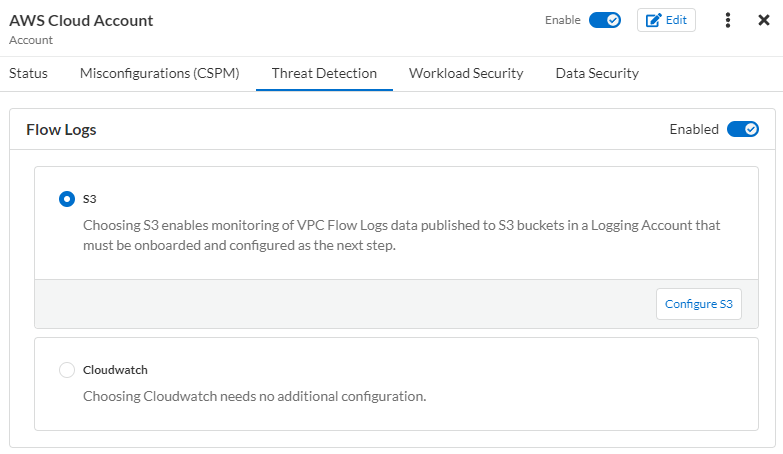 AWS Cloud Account
Enable
Edit
Account
Status
Misconfigurations (CSPM)
Threat Detection
Workload Security
Data Security
Flow Logs
Enabled
S3
Choosing S3 enables monitoring of VPC Flow Logs data published to S3 buckets in a Logging Account that
must be onboarded and configured as the next step.
Configure S3
Cloudwatch
Choosing Cloudwatch needs no additional configuration.